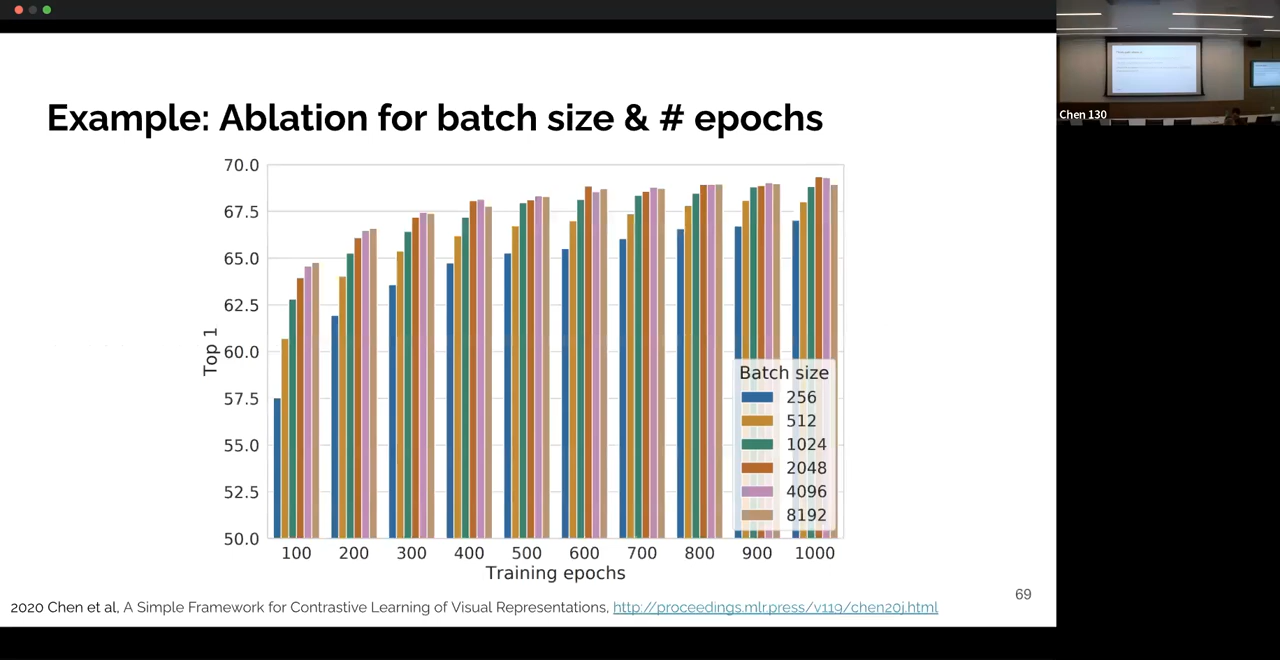 Example: Ablation for batch size & # epochs
70.0
67.5
65.0
62.5
60.0
57.5
55.0
52.5
50.0
Top 1
100 200 300 400 500 600 700 800 900 1000
Training epochs
Batch size
256
512
1024
2048
4096
8192
69
2020 Chen et al, A Simple Framework for Contrastive Learning of Visual Representations, http://proceedings.mlr.press/v119/chen20j.html
Chen 130